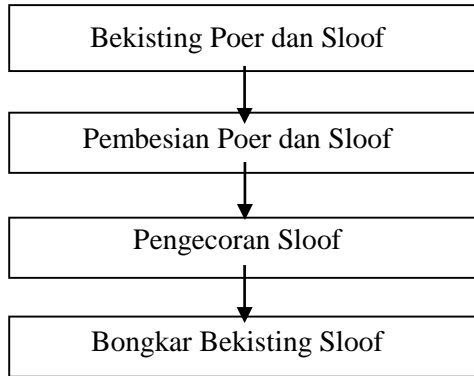 Bekisting Poer dan Sloof
Pembesian Poer dan Sloof
Pengecoran Sloof
Bongkar Bekisting Sloof